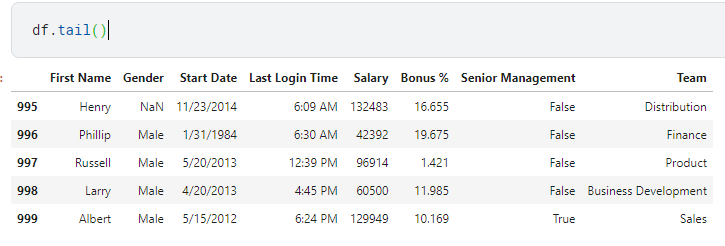 df.tail()
First Name Gender Start Date Last Login Time Salary Bonus % Senior Management Team
995 Henry NaN 11/23/2014 6:09 AM 132483 16.655 False Distribution
996 Phillip Male 1/31/1984 6:30 AM 42392 19.675 False Finance
997 Russell Male 5/20/2013 12:39 PM 96914 1.421 False Product
998 Larry Male 4/20/2013 4:45 PM 60500 11.985 False Business Development
999 Albert Male 5/15/2012 6:24 PM 129949 10.169 True Sales